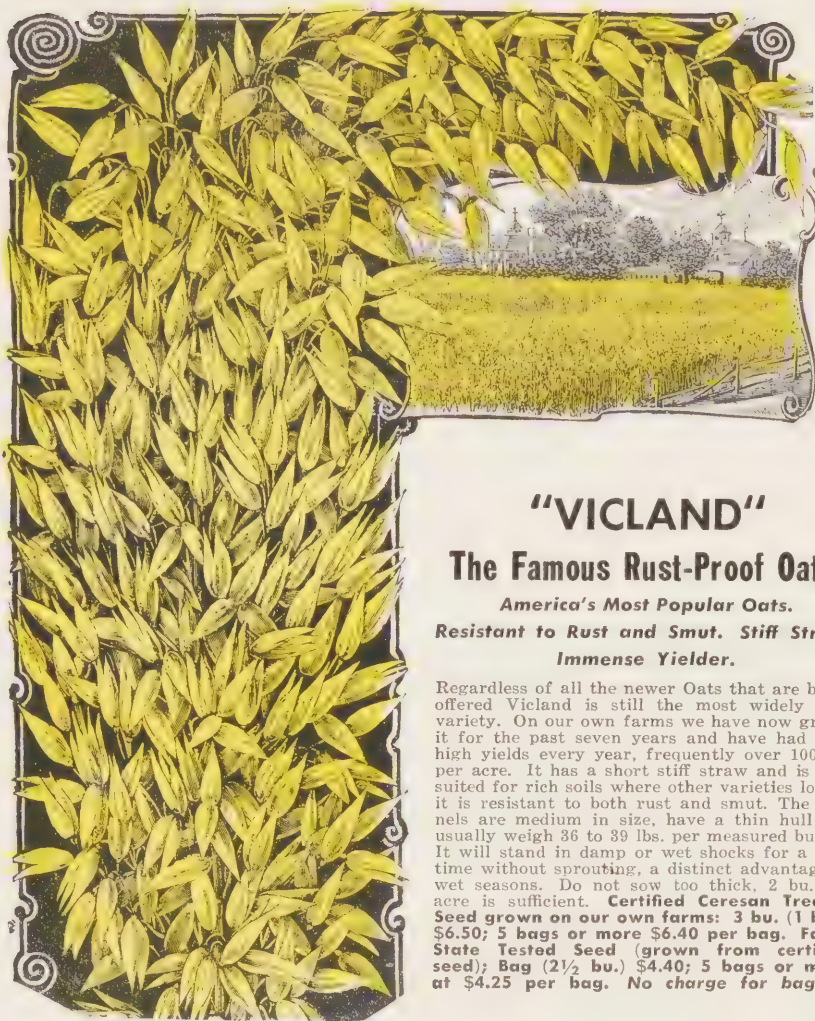 "VICLAND"
The Famous Rust-Proof Oat
America's Most Popular Oats.
Resistant to Rust and Smut. Stiff Str
Immense Yielder.
Regardless of all the newer Oats that are b
offered Vicland is still the most widely
variety. On our own farms we have now gr
it for the past seven years and have had
high yields every year, frequently over 100
per acre. It has a short stiff straw and is
suited for rich soils where other varieties lo
it is resistant to both rust and smut. The
nels are medium in size, have a thin hull
usually weigh 36 to 39 lbs. per measured bu
It will stand in damp or wet shocks for a
time without sprouting, a distinct advantag
wet seasons. Do not sow too thick, 2 bu.
acre is sufficient. Certified Ceresan Trea
Seed grown on our own farms: 3 bu. (1 b
$6.50; 5 bags or more $6.40 per bag. Fa
State Tested Seed (grown from certi
seed); Bag (2½ bu.) $4.40; 5 bags or m
at $4.25 per bag. No charge for bag